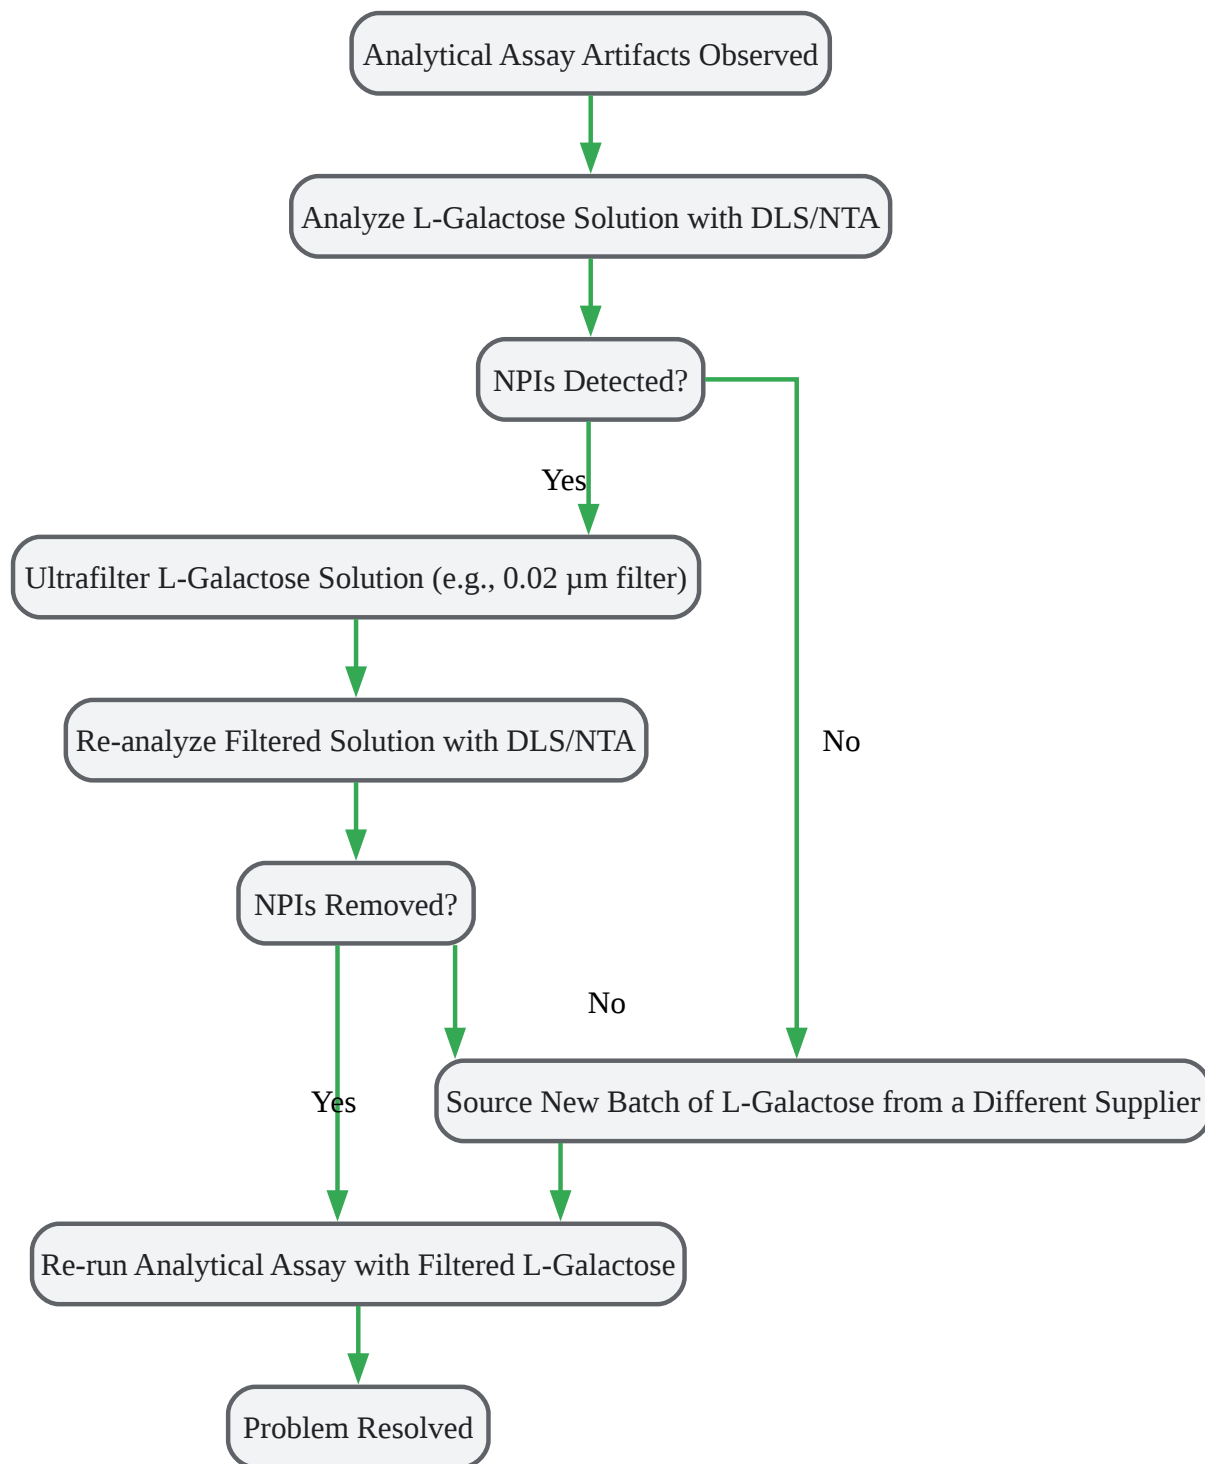 Analytical Assay Artifacts Observed
Analyze L-Galactose Solution with DLS/NTA
NPIs Detected?
Yes
Ultrafilter L-Galactose Solution (e.g., 0.02 µm filter)
Re-analyze Filtered Solution with DLS/NTA
No
NPIs Removed?
No
Yes
Source New Batch of L-Galactose from a Different Supplier
Re-run Analytical Assay with Filtered L-Galactose
Problem Resolved